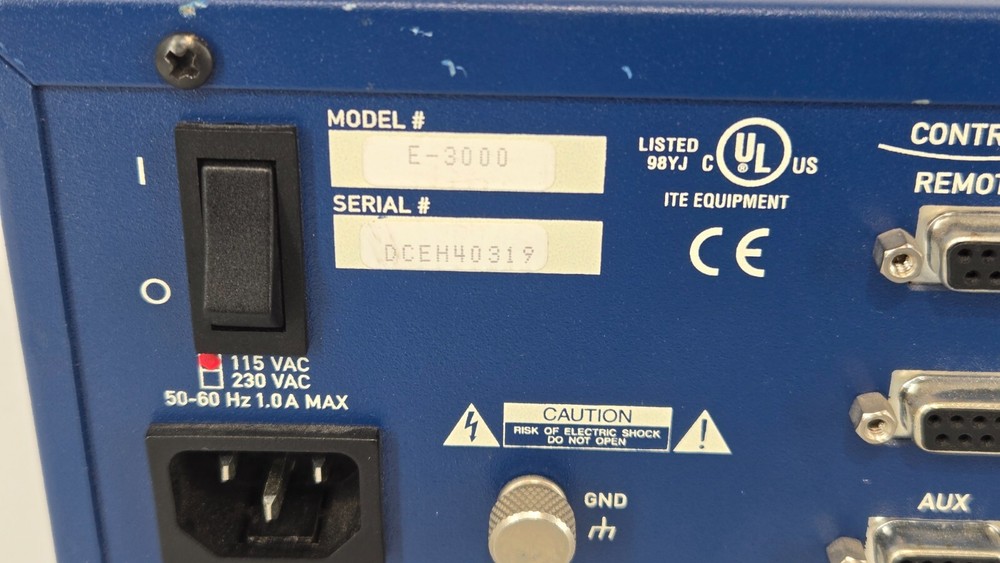 MODEL #
E-3000
SERIAL #
DCEH40319
I
O
115 VAC
230 VAC
50-60 Hz 1.0 A MAX
LISTED
98YJ
C UL US
®
ITE EQUIPMENT
CE
CAUTION
RISK OF ELECTRIC SHOCK
DO NOT OPEN
!
GND
CONTR
REMOT
AUX